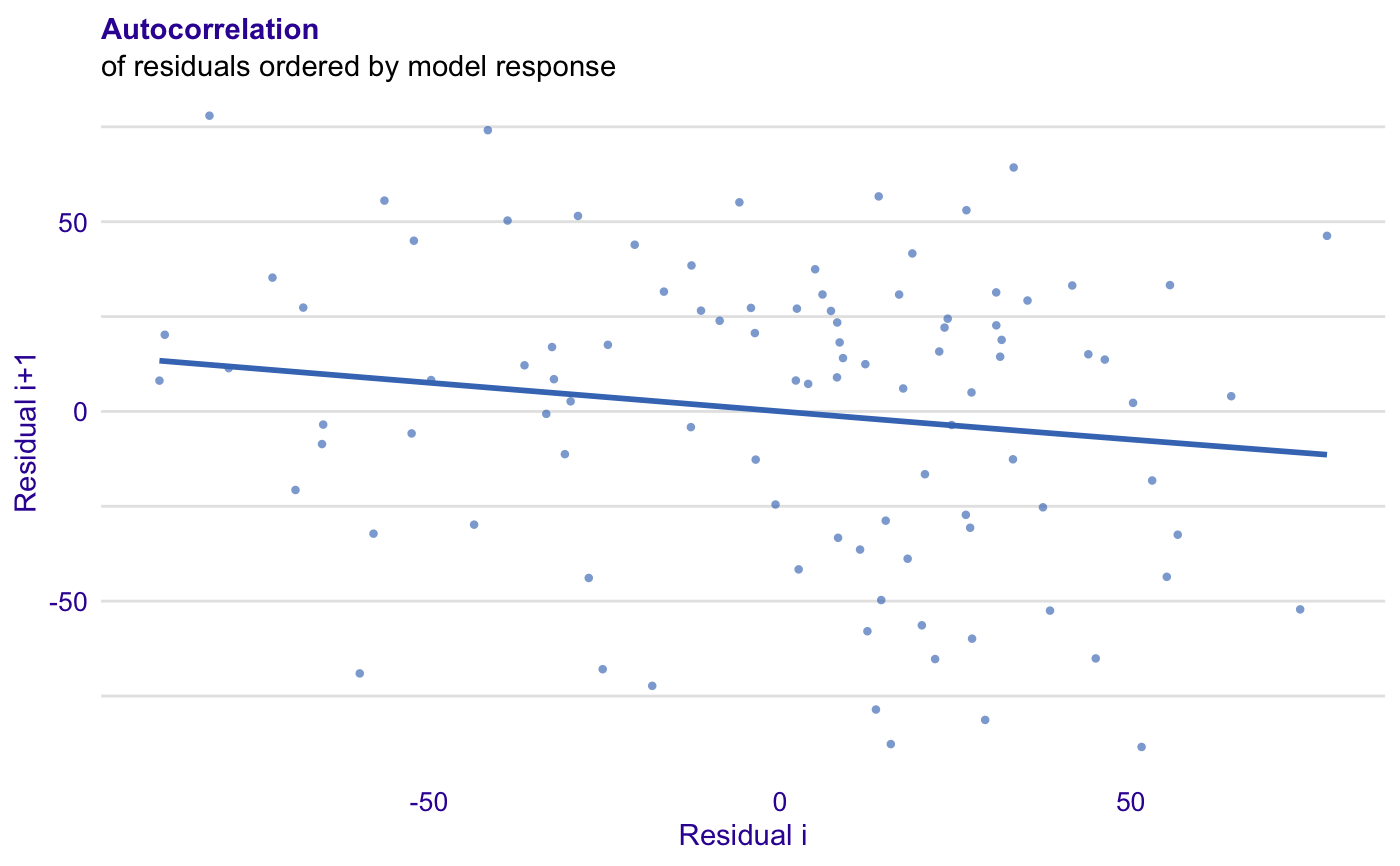 Autocorrelation
of residuals ordered by model response
Residual i+1
50
0
-50
-50
0
50
Residual i